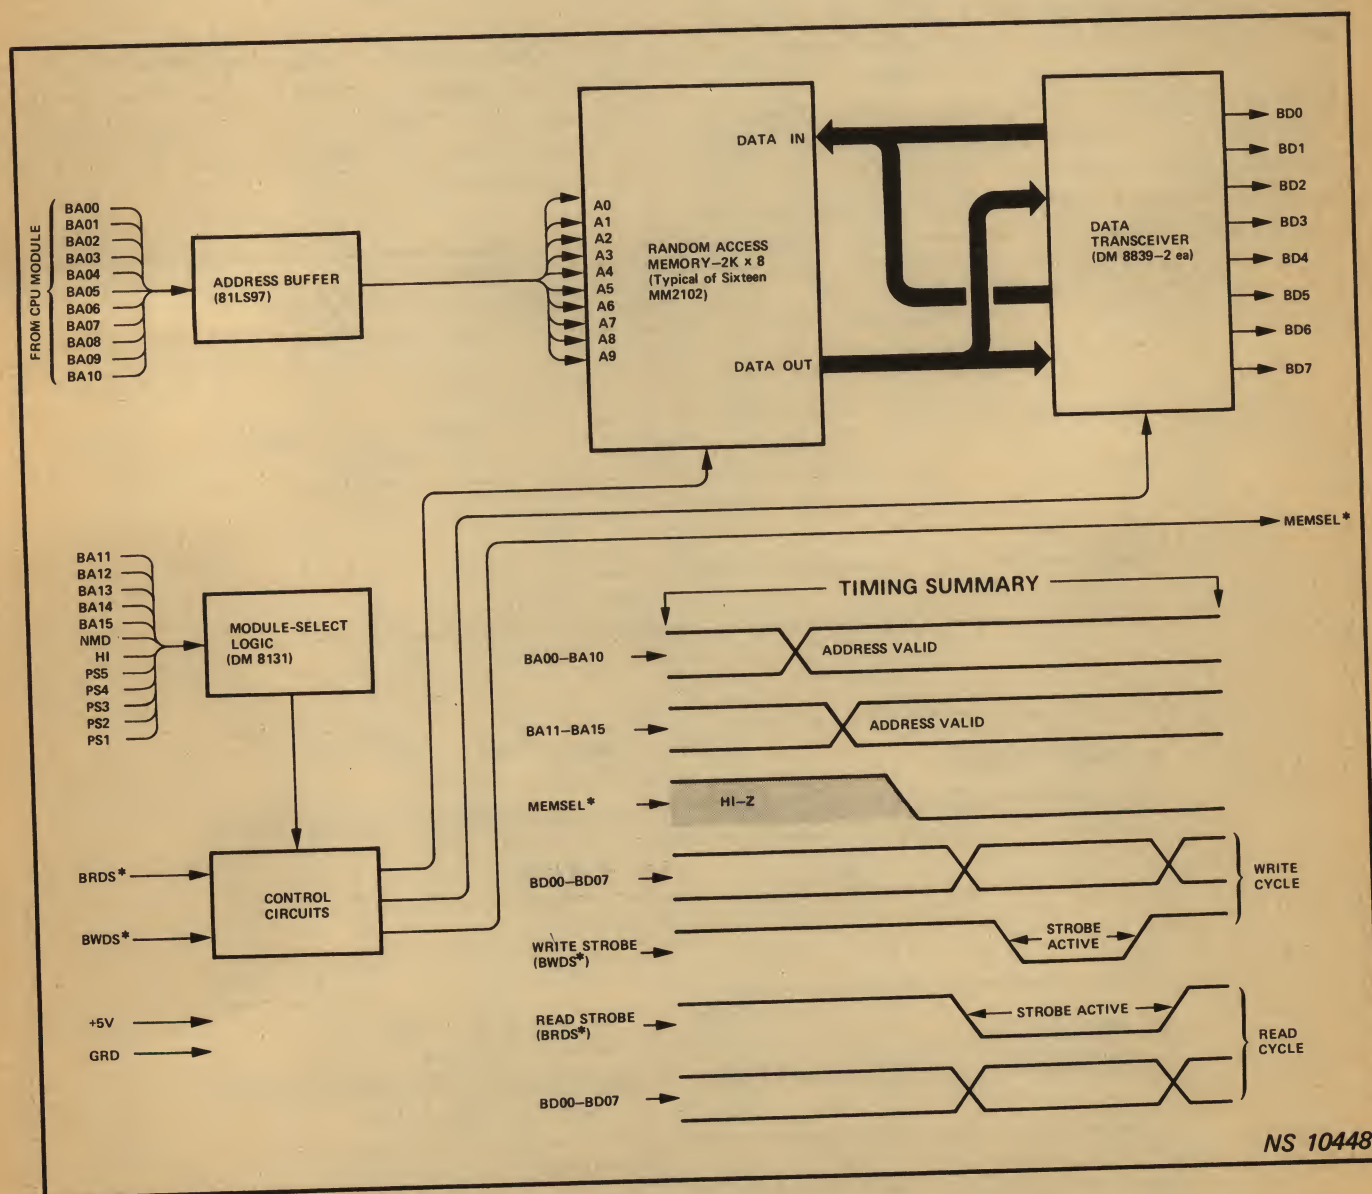 FROM CPU MODULE
BA00
BA01
BA02
BA03
BA04
BA05
BA06
BA07
BA08
BA09
BA10
ADDRESS BUFFER
(81LS97)
A0
A1
A2
A3
A4
A5
A6
A7
A8
A9
DATA IN
RANDOM ACCESS
MEMORY–2K × 8
(Typical of Sixteen
MM2102)
DATA OUT
DATA
TRANSCEIVER
(DM 8839–2 ea)
BD0
BD1
BD2
BD3
BD4
BD5
BD6
BD7
MEMSEL*
BA11
BA12
BA13
BA14
BA15
NMD
HI
PS5
PS4
PS3
PS2
PS1
MODULE-SELECT
LOGIC
(DM 8131)
BRDS*
BWDS*
CONTROL
CIRCUITS
+5V
GRD
TIMING SUMMARY
BA00–BA10
ADDRESS VALID
BA11–BA15
ADDRESS VALID
MEMSEL*
HI–Z
BD00–BD07
WRITE STROBE
(BWDS*)
STROBE
ACTIVE
WRITE
CYCLE
READ STROBE
(BRDS*)
STROBE ACTIVE
BD00–BD07
READ
CYCLE
NS 10448